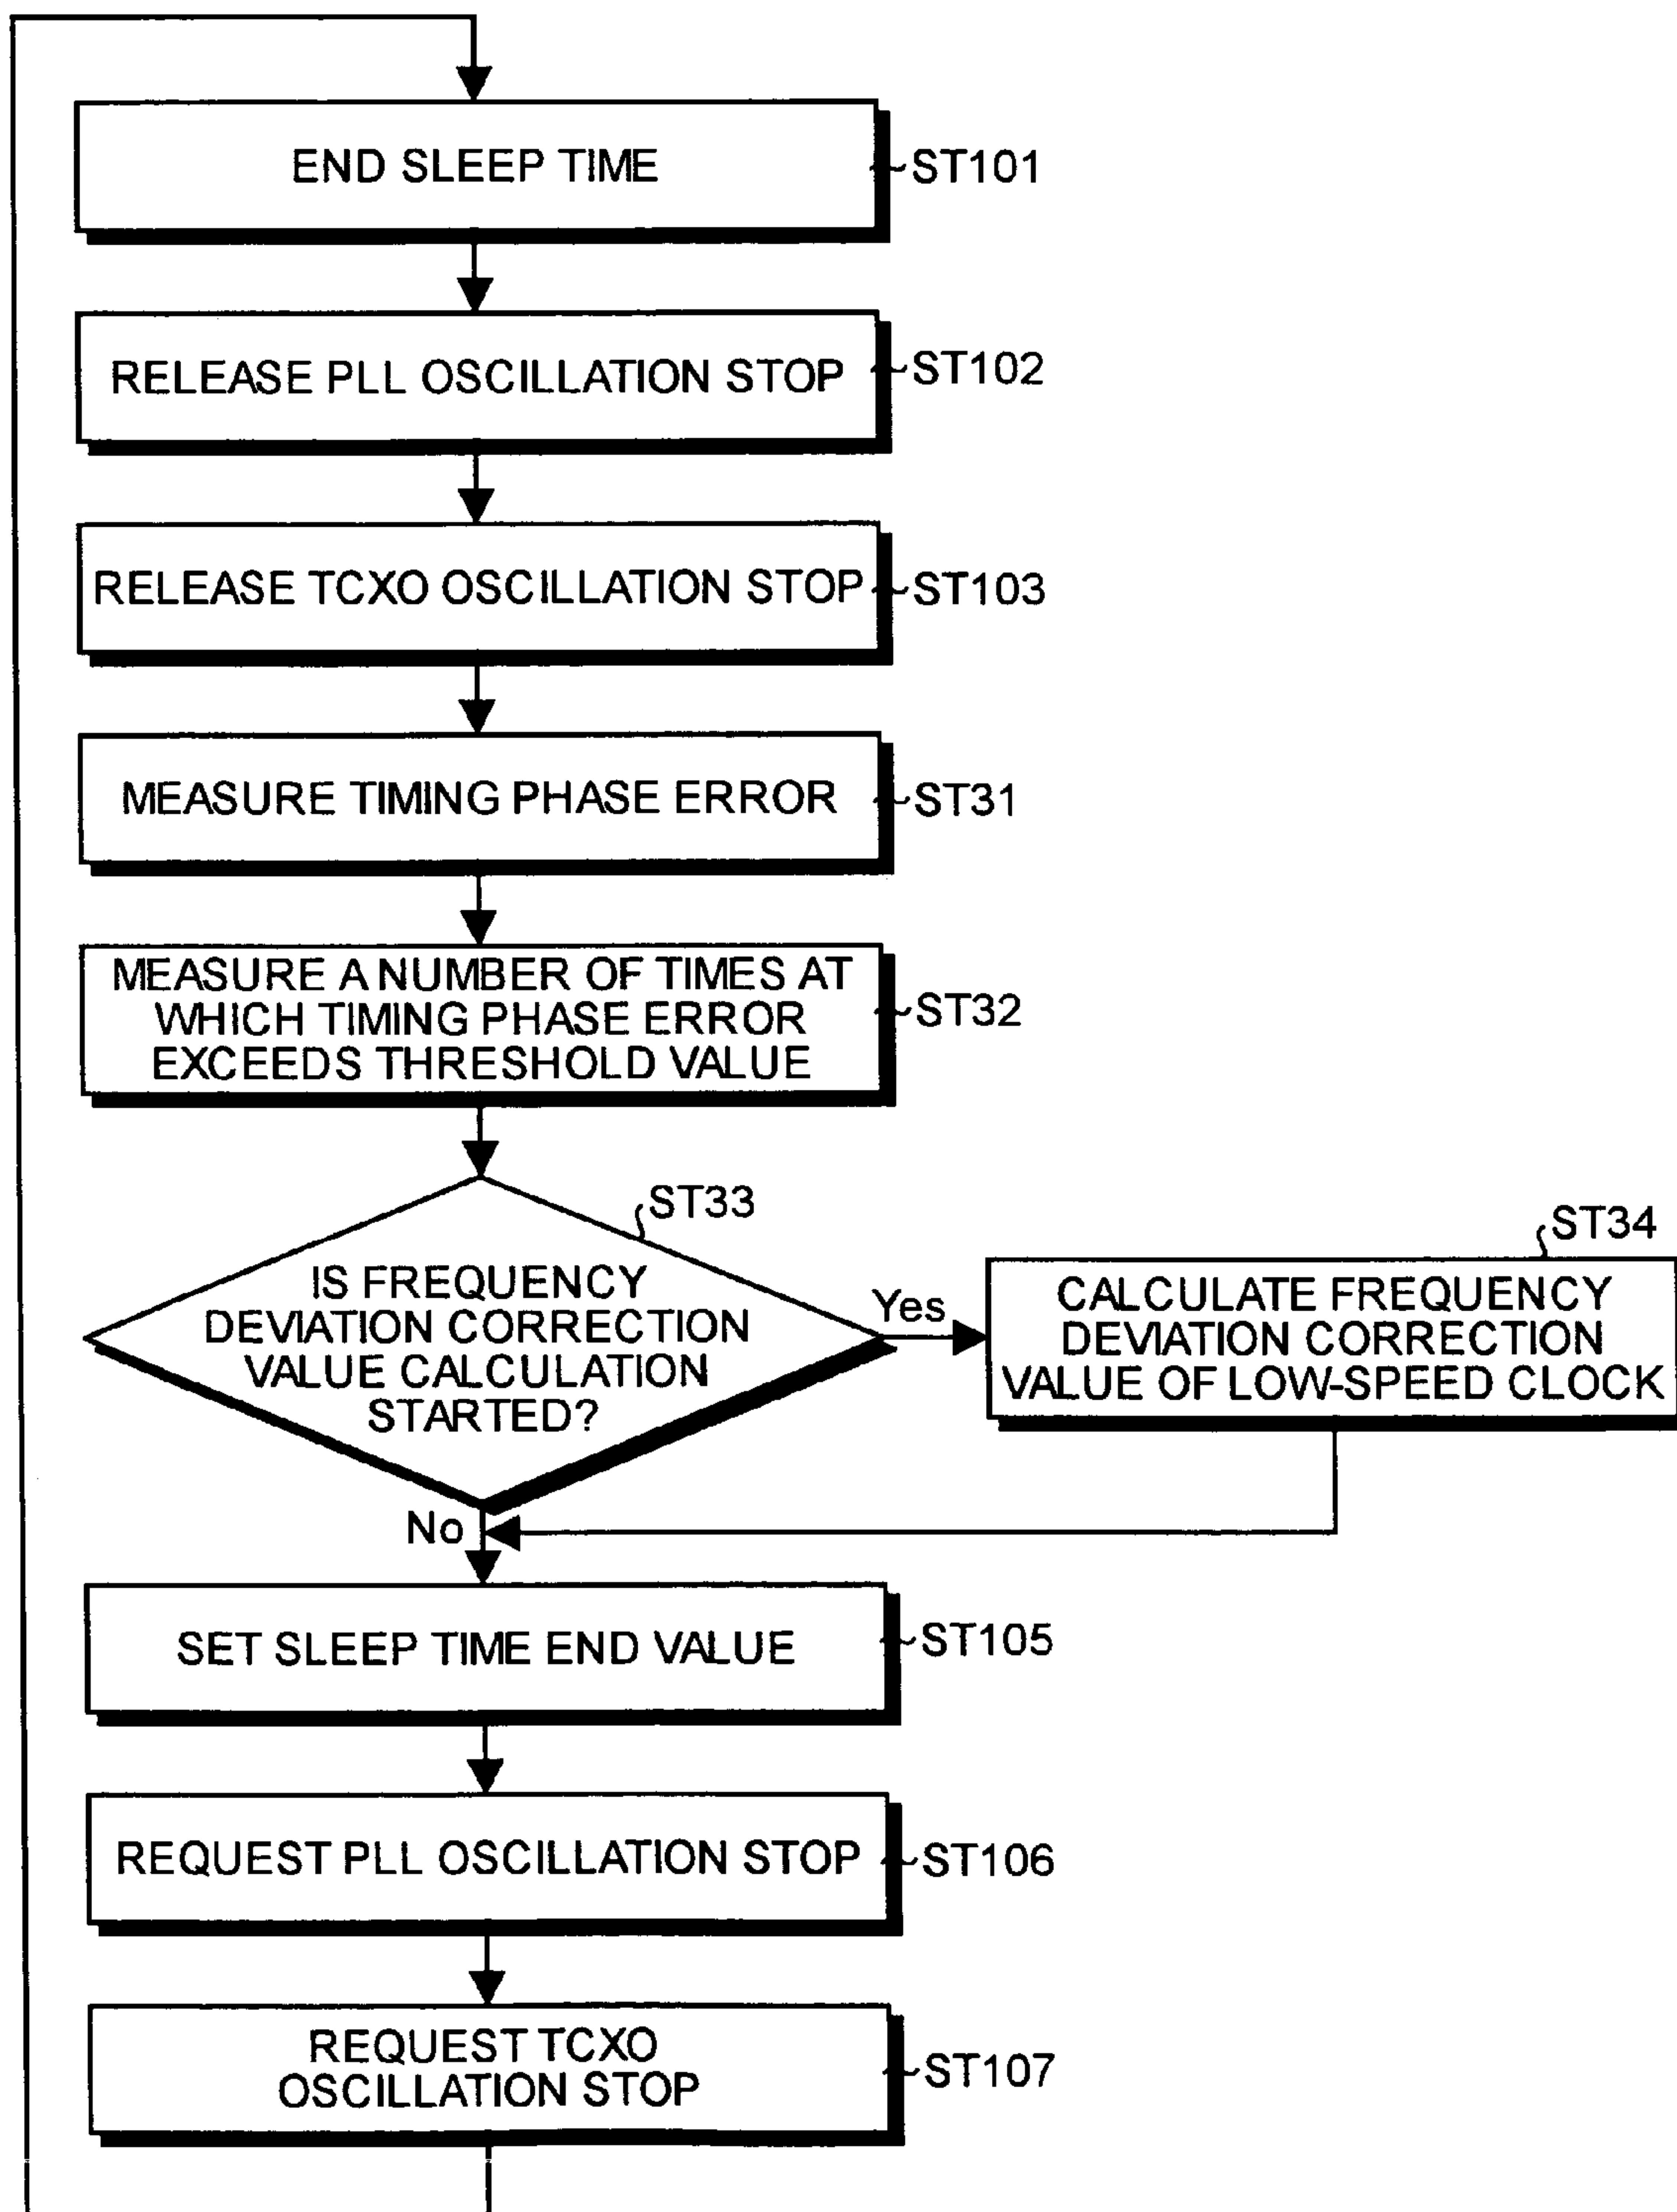 END SLEEP TIME
ST101
RELEASE PLL OSCILLATION STOP
ST102
RELEASE TCXO OSCILLATION STOP
ST103
MEASURE TIMING PHASE ERROR
ST31
MEASURE A NUMBER OF TIMES AT
WHICH TIMING PHASE ERROR
EXCEEDS THRESHOLD VALUE
ST32
ST33
IS FREQUENCY
DEVIATION CORRECTION
VALUE CALCULATION
STARTED?
Yes
ST34
CALCULATE FREQUENCY
DEVIATION CORRECTION
VALUE OF LOW-SPEED CLOCK
No
SET SLEEP TIME END VALUE
ST105
REQUEST PLL OSCILLATION STOP
ST106
REQUEST TCXO
OSCILLATION STOP
ST107